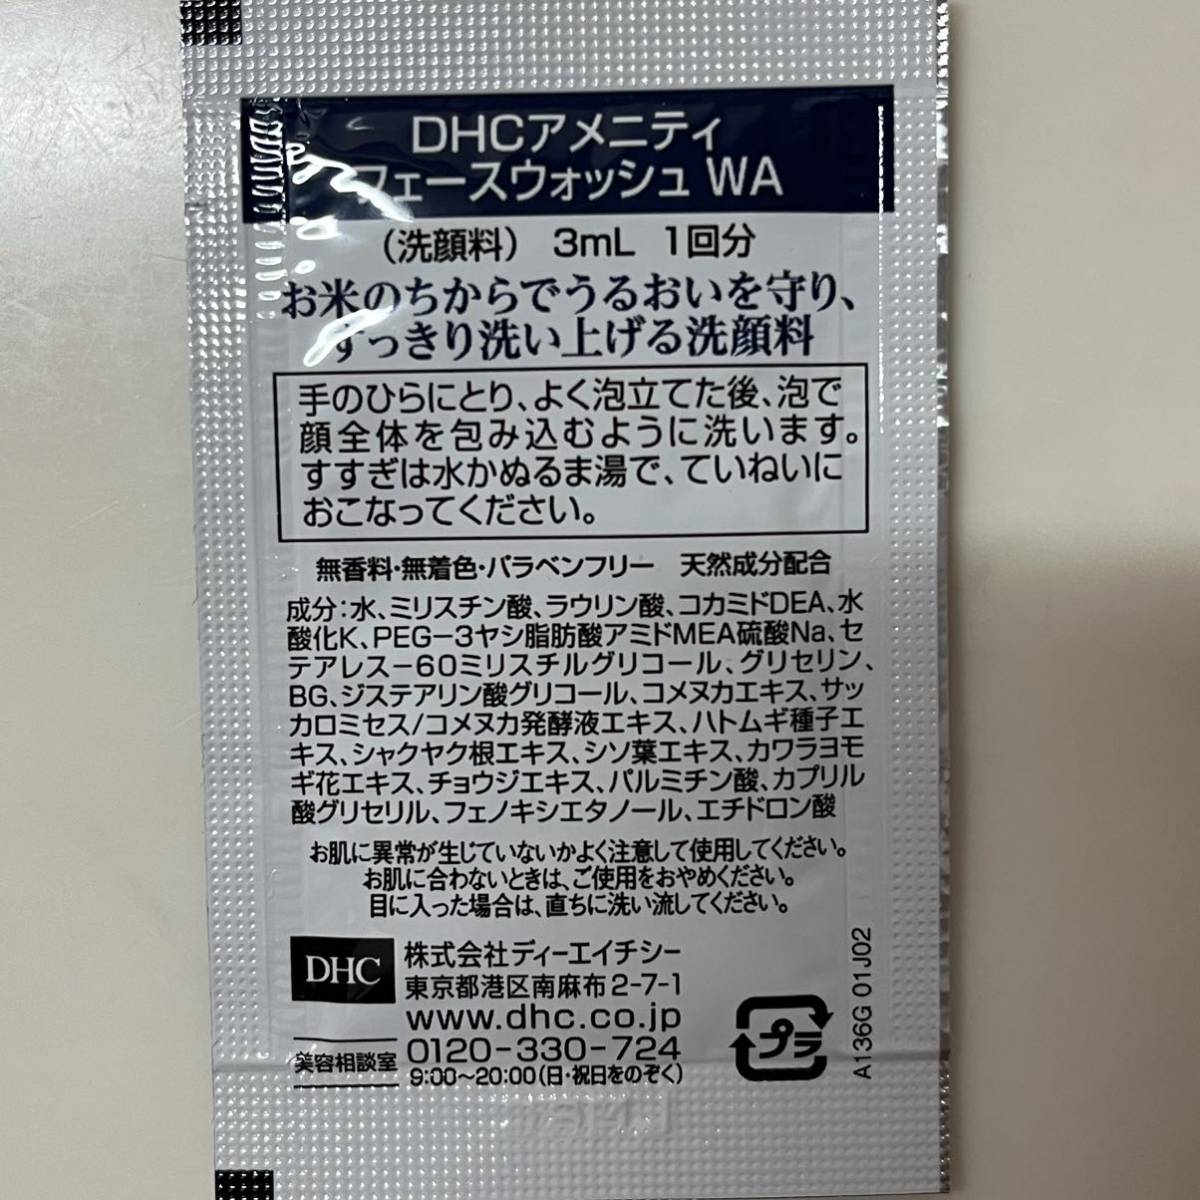 DHCアメニティ
フェースウォッシュ WA
（洗顔料） 3mL 1回分
お米のちからでうるおいを守り、
すっきり洗い上げる洗顔料
手のひらにとり、よく泡立てた後、泡で
顔全体を包み込むように洗います。
すすぎは水かぬるま湯で、ていねいに
おこなってください。
無香料・無着色・パラベンフリー 天然成分配合
成分：水、ミリスチン酸、ラウリン酸、コカミドDEA、水
酸化K、PEG－3ヤシ脂肪酸アミドMEA硫酸Na、セ
テアレス－60ミリスチルグリコール、グリセリン、
BG、ジステアリン酸グリコール、コメヌカエキス、サッ
カロミセス/コメヌカ発酵液エキス、ハトムギ種子エ
キス、シャクヤク根エキス、シソ葉エキス、カワラヨモ
ギ花エキス、チョウジエキス、パルミチン酸、カプリル
酸グリセリル、フェノキシエタノール、エチドロン酸
お肌に異常が生じていないかよく注意して使用してください。
お肌に合わないときは、ご使用をおやめください。
目に入った場合は、直ちに洗い流してください。
DHC
株式会社ディーエイチシー
東京都港区南麻布2-7-1
www.dhc.co.jp
美容相談室 0120-330-724
9:00～20:00（日・祝日をのぞく）
プラ
A136G 01J02